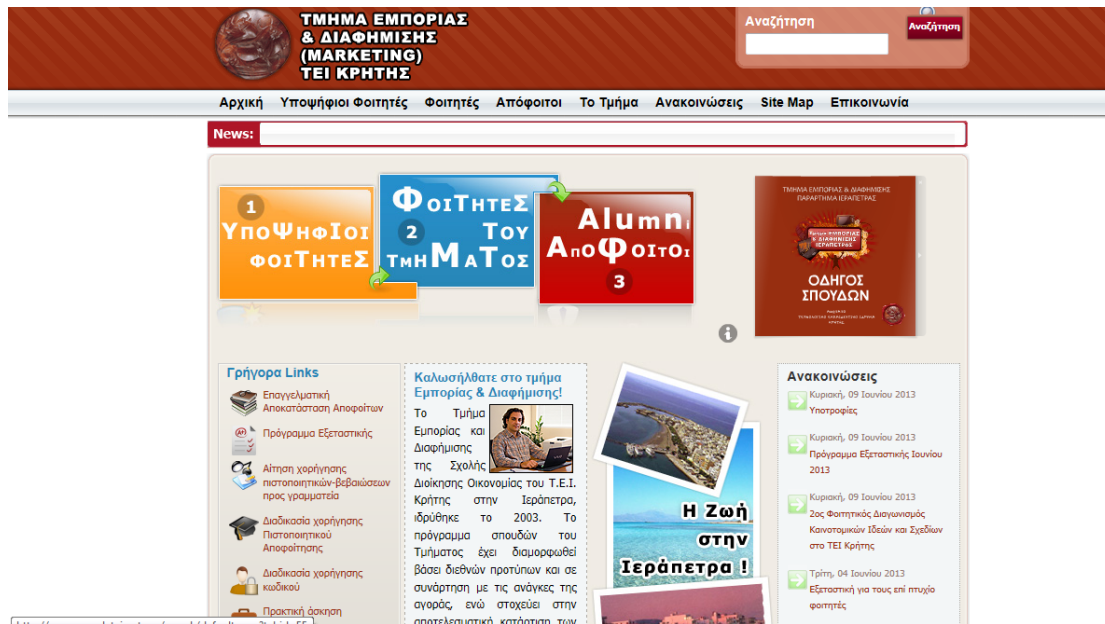 ΤΜΗΜΑ ΕΜΠΟΡΙΑΣ
& ΔΙΑΦΗΜΙΣΗΣ
(MARKETING)
ΤΕΙ ΚΡΗΤΗΣ
Αναζήτηση
Αναζήτηση
Αρχική Υποψήφιοι Φοιτητές Φοιτητές Απόφοιτοι Το Τμήμα Ανακοινώσεις Site Map Επικοινωνία
News:
1
ΥποΨηΦΙοι
ΦοιΤηΤεΣ
ΦοιΤηΤεΣ
2 Του
τμηΜαΤος
Alumni
ΑποΦοιτοι
3
ΤΜΗΜΑ ΕΜΠΟΡΙΑΣ & ΔΙΑΦΗΜΙΣΗΣ
ΠΑΡΑΡΤΗΜΑ ΙΕΡΑΠΕΤΡΑΣ
Τμήμα ΕΜΠΟΡΙΑΣ
& ΔΙΑΦΗΜΙΣΗΣ
ΙΕΡΑΠΕΤΡΑΣ
ΟΔΗΓΟΣ
ΣΠΟΥΔΩΝ
Γρήγορα Links
Επαγγελματική
Αποκατάσταση Αποφοίτων
Πρόγραμμα Εξεταστικής
Αίτηση χορήγησης
πιστοποιητικών-βεβαιώσεων
προς γραμματεία
Διαδικασία χορήγησης
Πιστοποιητικού
Αποφοίτησης
Διαδικασία χορήγησης
κωδικού
Πρακτική άσκηση
Καλωσήλθατε στο τμήμα
Εμπορίας & Διαφήμισης!
Το Τμήμα
Εμπορίας και
Διαφήμισης
της Σχολής
Διοίκησης Οικονομίας του Τ.Ε.Ι.
Κρήτης στην Ιεράπετρα,
ιδρύθηκε το 2003. Το
πρόγραμμα σπουδών του
Τμήματος έχει διαμορφωθεί
βάσει διεθνών προτύπων και σε
συνάρτηση με τις ανάγκες της
αγοράς, ενώ στοχεύει στην
αποτελεσματική κατάρτιση των
Η Ζωή
στην
Ιεράπετρα !
Ανακοινώσεις
Κυριακή, 09 Ιουνίου 2013
Υποτροφίες
Κυριακή, 09 Ιουνίου 2013
Πρόγραμμα Εξεταστικής Ιουνίου
2013
Κυριακή, 09 Ιουνίου 2013
2ος Φοιτητικός Διαγωνισμός
Καινοτομικών Ιδεών και Σχεδίων
στο ΤΕΙ Κρήτης
Τρίτη, 04 Ιουνίου 2013
Εξεταστική για τους επί πτυχίο
φοιτητές